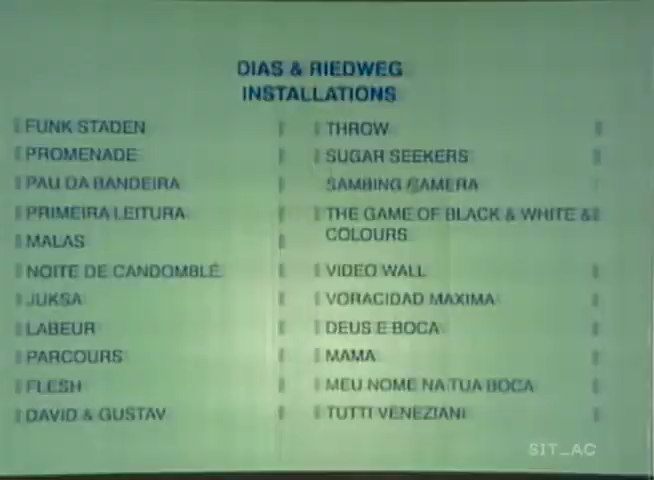 DIAS & RIEDWEG
INSTALLATIONS
FUNK STADEN
PROMENADE
PAU DA BANDEIRA
PRIMEIRA LEITURA
MALAS
NOITE DE CANDOMBLÉ
JUKSA
LABEUR
PARCOURS
FLESH
DAVID & GUSTAV
THROW
SUGAR SEEKERS
SAMBING CAMERA
THE GAME OF BLACK & WHITE &
COLOURS
VIDEO WALL
VORACIDAD MAXIMA
DEUS E BOCA
MAMA
MEU NOME NA TUA BOCA
TUTTI VENEZIANI
SIT_AC